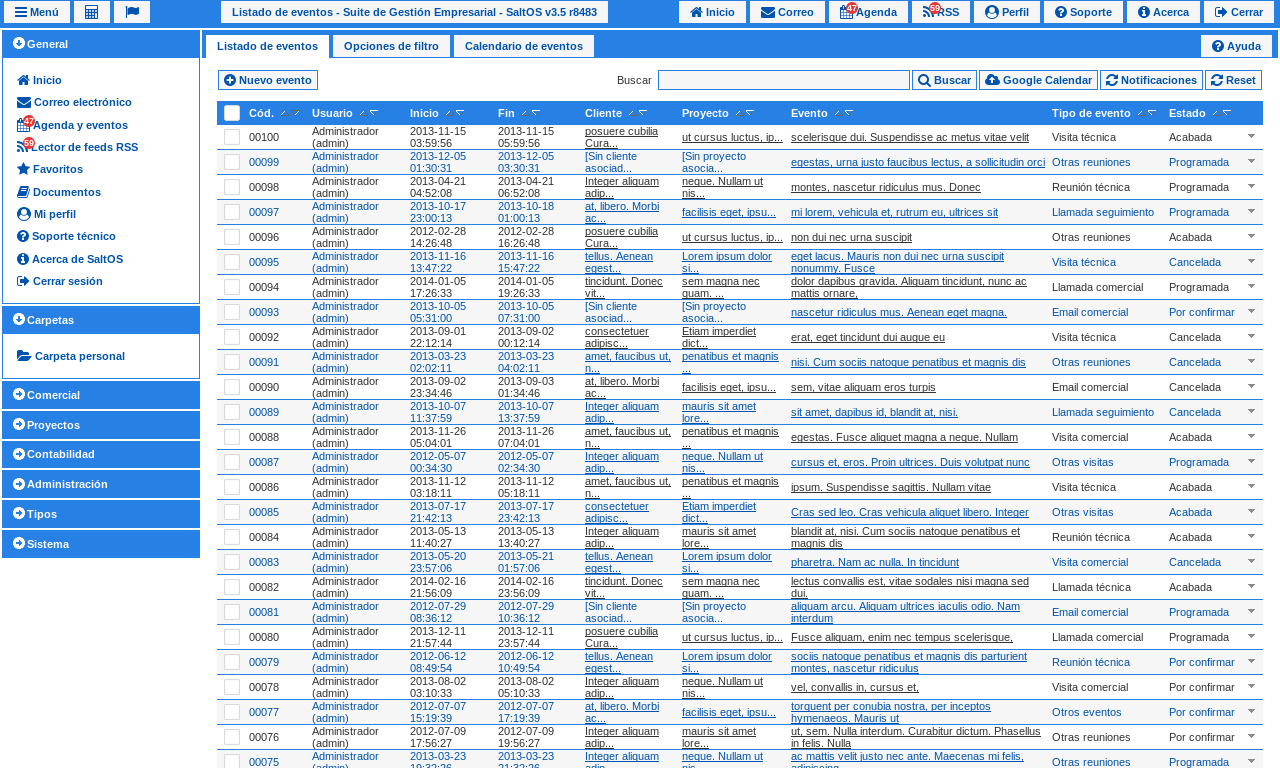 Menú
Listado de eventos - Suite de Gestión Empresarial - SaltOS v3.5 r8483
Inicio
Correo
47 Agenda
59 RSS
Perfil
Soporte
Acerca
Cerrar
General
Inicio
Correo electrónico
47 Agenda y eventos
59 Lector de feeds RSS
Favoritos
Documentos
Mi perfil
Soporte técnico
Acerca de SaltOS
Cerrar sesión
Carpetas
Carpeta personal
Comercial
Proyectos
Contabilidad
Administración
Tipos
Sistema
Listado de eventos
Opciones de filtro
Calendario de eventos
Ayuda
Nuevo evento
Buscar
Buscar
Google Calendar
Notificaciones
Reset
Cód. Usuario Inicio Fin Cliente Proyecto Evento Tipo de evento Estado
00100 Administrador (admin) 2013-11-15 03:59:56 2013-11-15 05:59:56 posuere cubilia Cura... ut cursus luctus, ip... scelerisque dui. Suspendisse ac metus vitae velit Visita técnica Acabada
00099 Administrador (admin) 2013-12-05 01:30:31 2013-12-05 03:30:31 [Sin cliente asociad... [Sin proyecto asocia... egestas, urna justo faucibus lectus, a sollicitudin orci Otras reuniones Programada
00098 Administrador (admin) 2013-04-21 04:52:08 2013-04-21 06:52:08 Integer aliquam adip... neque. Nullam ut nis... montes, nascetur ridiculus mus. Donec Reunión técnica Programada
00097 Administrador (admin) 2013-10-17 23:00:13 2013-10-18 01:00:13 at, libero. Morbi ac... facilisis eget, ipsu... mi lorem, vehicula et, rutrum eu, ultrices sit Llamada seguimiento Programada
00096 Administrador (admin) 2012-02-28 14:26:48 2012-02-28 16:26:48 posuere cubilia Cura... ut cursus luctus, ip... non dui nec urna suscipit Otras reuniones Acabada
00095 Administrador (admin) 2013-11-16 13:47:22 2013-11-16 15:47:22 tellus. Aenean egest... Lorem ipsum dolor si... eget lacus. Mauris non dui nec urna suscipit nonummy. Fusce Visita técnica Cancelada
00094 Administrador (admin) 2014-01-05 17:26:33 2014-01-05 19:26:33 tincidunt. Donec vit... sem magna nec quam. ... dolor dapibus gravida. Aliquam tincidunt, nunc ac mattis ornare, Llamada comercial Programada
00093 Administrador (admin) 2013-10-05 05:31:00 2013-10-05 07:31:00 [Sin cliente asociad... [Sin proyecto asocia... nascetur ridiculus mus. Aenean eget magna. Email comercial Por confirmar
00092 Administrador (admin) 2013-09-01 22:12:14 2013-09-02 00:12:14 consectetuer adipisc... Etiam imperdiet dict... erat, eget tincidunt dui augue eu Visita técnica Cancelada
00091 Administrador (admin) 2013-03-23 02:02:11 2013-03-23 04:02:11 amet, faucibus ut, n... penatibus et magnis ... nisi. Cum sociis natoque penatibus et magnis dis Otras reuniones Cancelada
00090 Administrador (admin) 2013-09-02 23:34:46 2013-09-03 01:34:46 at, libero. Morbi ac... facilisis eget, ipsu... sem, vitae aliquam eros turpis Email comercial Cancelada
00089 Administrador (admin) 2013-10-07 11:37:59 2013-10-07 13:37:59 Integer aliquam adip... mauris sit amet lore... sit amet, dapibus id, blandit at, nisi. Llamada seguimiento Cancelada
00088 Administrador (admin) 2013-11-26 05:04:01 2013-11-26 07:04:01 amet, faucibus ut, n... penatibus et magnis ... egestas. Fusce aliquet magna a neque. Nullam Visita comercial Acabada
00087 Administrador (admin) 2012-05-07 00:34:30 2012-05-07 02:34:30 Integer aliquam adip... neque. Nullam ut nis... cursus et, eros. Proin ultrices. Duis volutpat nunc Otras visitas Programada
00086 Administrador (admin) 2013-11-12 03:18:11 2013-11-12 05:18:11 amet, faucibus ut, n... penatibus et magnis ... ipsum. Suspendisse sagittis. Nullam vitae Visita técnica Acabada
00085 Administrador (admin) 2013-07-17 21:42:13 2013-07-17 23:42:13 consectetuer adipisc... Etiam imperdiet dict... Cras sed leo. Cras vehicula aliquet libero. Integer Otras visitas Acabada
00084 Administrador (admin) 2013-05-13 11:40:27 2013-05-13 13:40:27 Integer aliquam adip... mauris sit amet lore... blandit at, nisi. Cum sociis natoque penatibus et magnis dis Reunión técnica Acabada
00083 Administrador (admin) 2013-05-20 23:57:06 2013-05-21 01:57:06 tellus. Aenean egest... Lorem ipsum dolor si... pharetra. Nam ac nulla. In tincidunt Visita comercial Cancelada
00082 Administrador (admin) 2014-02-16 21:56:09 2014-02-16 23:56:09 tincidunt. Donec vit... sem magna nec quam. ... lectus convallis est, vitae sodales nisi magna sed dui. Llamada técnica Acabada
00081 Administrador (admin) 2012-07-29 08:36:12 2012-07-29 10:36:12 [Sin cliente asociad... [Sin proyecto asocia... aliquam arcu. Aliquam ultrices iaculis odio. Nam interdum Email comercial Programada
00080 Administrador (admin) 2013-12-11 21:57:44 2013-12-11 23:57:44 posuere cubilia Cura... ut cursus luctus, ip... Fusce aliquam, enim nec tempus scelerisque, Llamada comercial Programada
00079 Administrador (admin) 2012-06-12 08:49:54 2012-06-12 10:49:54 tellus. Aenean egest... Lorem ipsum dolor si... sociis natoque penatibus et magnis dis parturient montes, nascetur ridiculus Reunión técnica Por confirmar
00078 Administrador (admin) 2013-08-02 03:10:33 2013-08-02 05:10:33 Integer aliquam adip... neque. Nullam ut nis... vel, convallis in, cursus et, Visita comercial Por confirmar
00077 Administrador (admin) 2012-07-07 15:19:39 2012-07-07 17:19:39 at, libero. Morbi ac... facilisis eget, ipsu... torquent per conubia nostra, per inceptos hymenaeos. Mauris ut Otros eventos Por confirmar
00076 Administrador (admin) 2012-07-09 17:56:27 2012-07-09 19:56:27 Integer aliquam adip... mauris sit amet lore... ut, sem. Nulla interdum. Curabitur dictum. Phasellus in felis. Nulla Otras reuniones Por confirmar
00075 Administrador (admin) 2013-03-23 19:32:26 2013-03-23 21:32:26 Integer aliquam adip... neque. Nullam ut nis... ac mattis velit justo nec ante. Maecenas mi felis, adipiscing Otras reuniones Programada